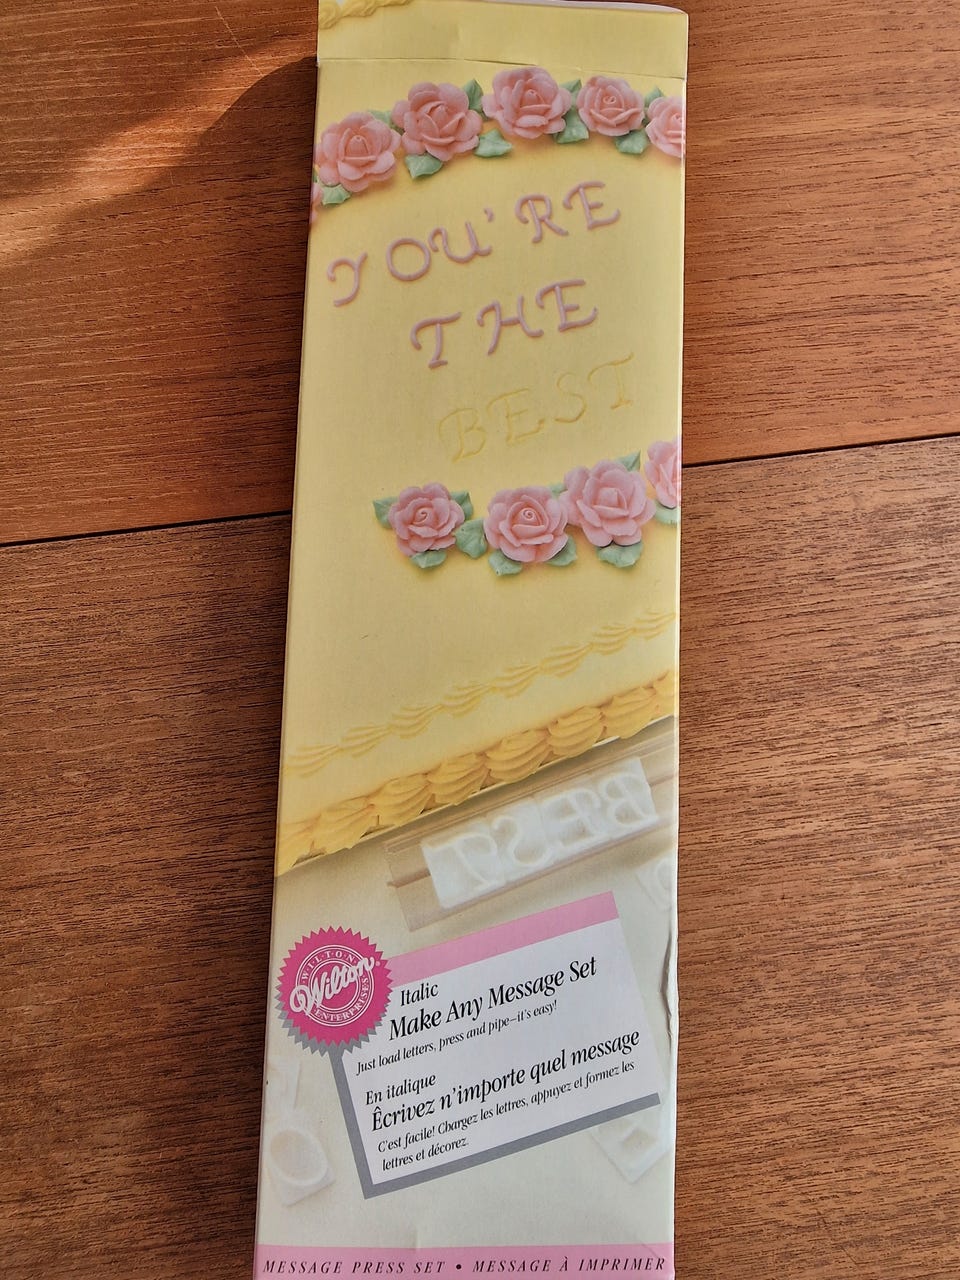 YOU'RE
THE
BEST
BEST
WILTON
Wilton®
ENTERPRISES
Italic
Make Any Message Set
Just load letters, press and pipe–it's easy!
En italique
Écrivez n'importe quel message
C'est facile! Chargez les lettres, appuyez et formez les
lettres et décorez.
MESSAGE PRESS SET • MESSAGE À IMPRIMER